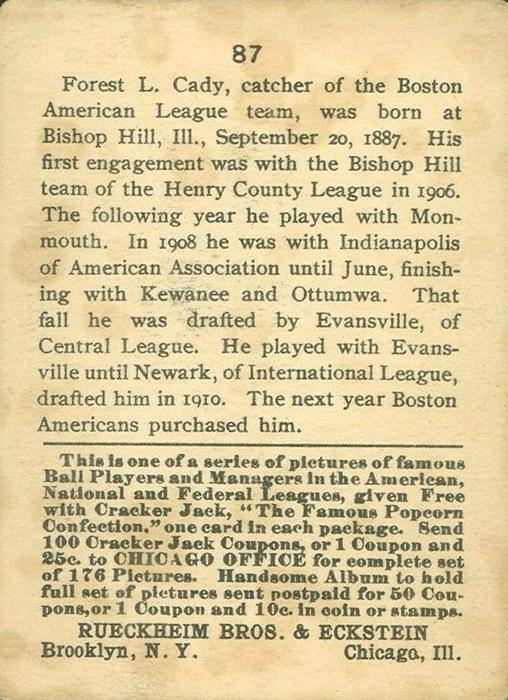 87
Forest L. Cady, catcher of the Boston
American League team, was born at
Bishop Hill, Ill., September 20, 1887. His
first engagement was with the Bishop Hill
team of the Henry County League in 1906.
The following year he played with Mon-
mouth. In 1908 he was with Indianapolis
of American Association until June, finish-
ing with Kewanee and Ottumwa. That
fall he was drafted by Evansville, of
Central League. He played with Evans-
ville until Newark, of International League,
drafted him in 1910. The next year Boston
Americans purchased him.
This is one of a series of pictures of famous
Ball Players and Managers in the American,
National and Federal Leagues, given Free
with Cracker Jack, "The Famous Popcorn
Confection," one card in each package. Send
100 Cracker Jack Coupons, or 1 Coupon and
25c. to CHICAGO OFFICE for complete set
of 176 Pictures. Handsome Album to hold
full set of pictures sent postpaid for 50 Cou-
pons, or 1 Coupon and 10c. in coin or stamps.
RUECKHEIM BROS. & ECKSTEIN
Brooklyn, N. Y. Chicago, Ill.